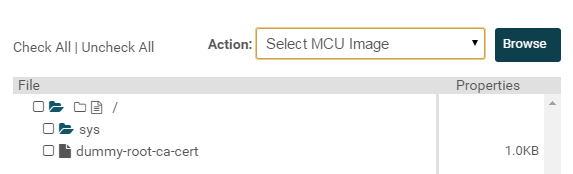 Check All | Uncheck All Action: Select MCU Image Browse
File Properties
/
sys
dummy-root-ca-cert 1.0KB